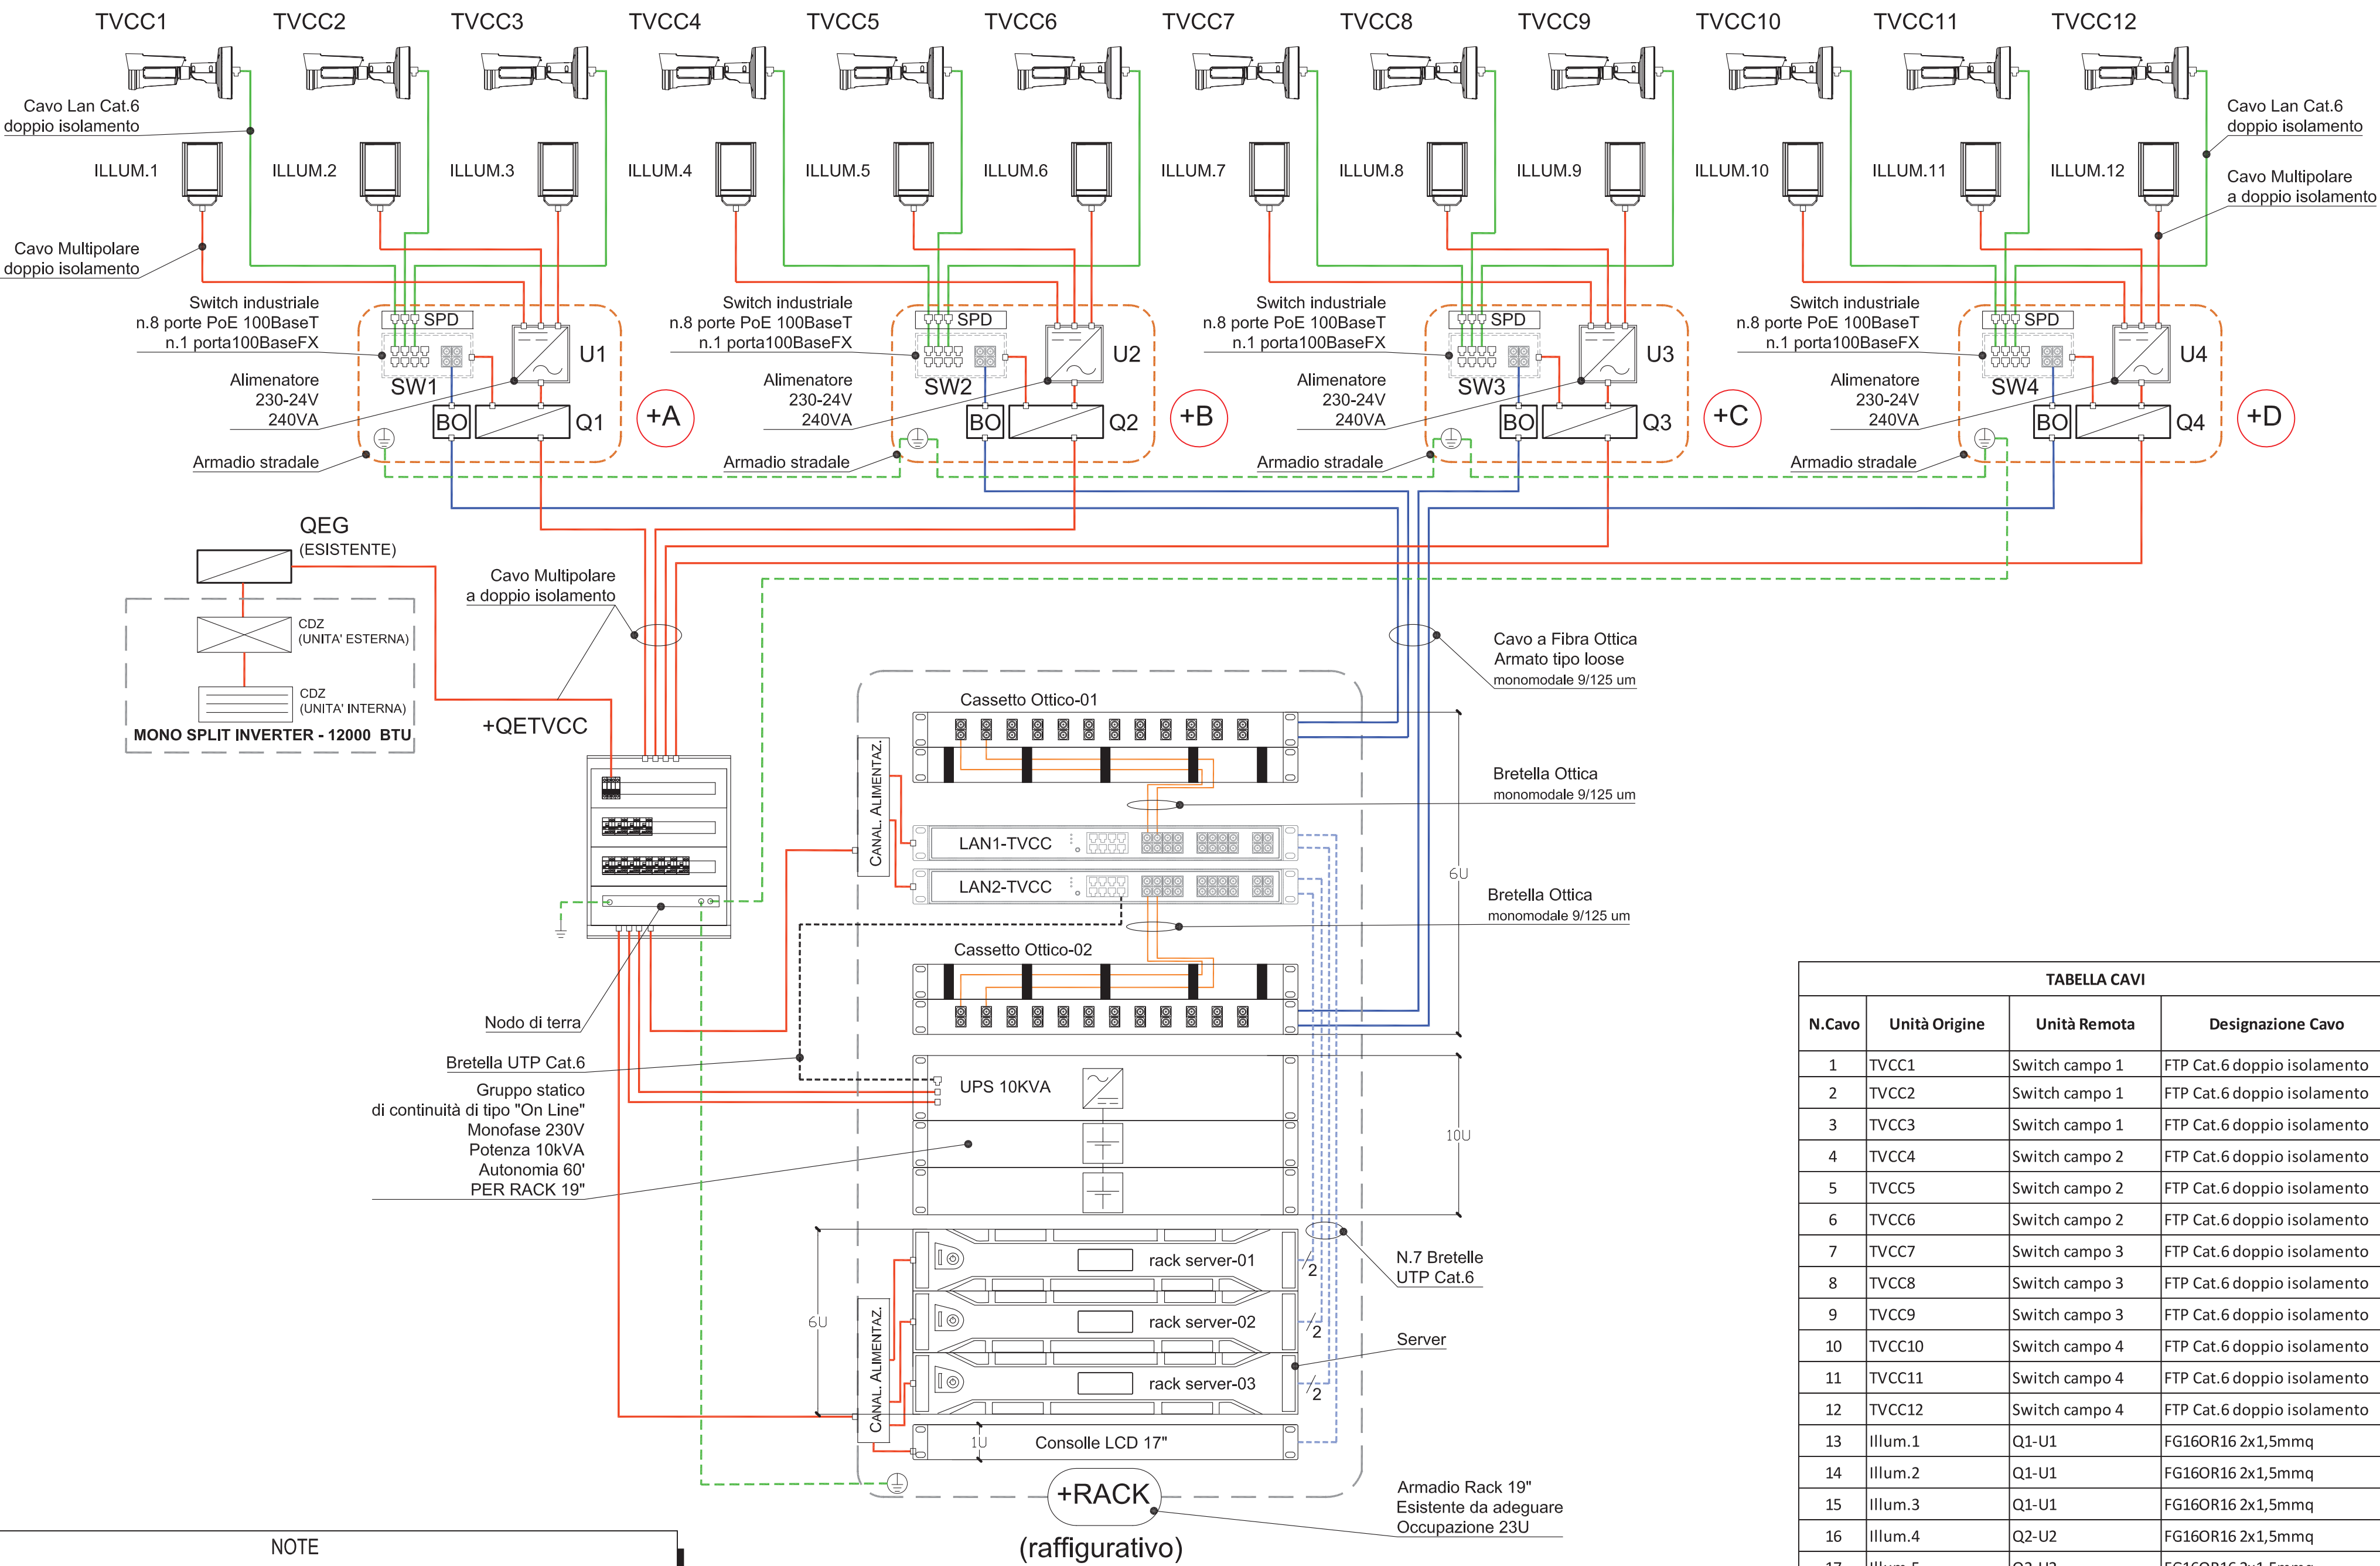 TVCC1 TVCC2 TVCC3 TVCC4 TVCC5 TVCC6 TVCC7 TVCC8 TVCC9 TVCC10 TVCC11 TVCC12
Cavo Lan Cat.6
doppio isolamento
Cavo Lan Cat.6
doppio isolamento
ILLUM.1 ILLUM.2 ILLUM.3 ILLUM.4 ILLUM.5 ILLUM.6 ILLUM.7 ILLUM.8 ILLUM.9 ILLUM.10 ILLUM.11 ILLUM.12
Cavo Multipolare
a doppio isolamento
Cavo Multipolare
doppio isolamento
Switch industriale
n.8 porte PoE 100BaseT
n.1 porta100BaseFX
Alimenatore
230-24V
240VA
Armadio stradale
SPD
SW1
U1
BO
Q1
+A
Switch industriale
n.8 porte PoE 100BaseT
n.1 porta100BaseFX
Alimenatore
230-24V
240VA
Armadio stradale
SPD
SW2
U2
BO
Q2
+B
Switch industriale
n.8 porte PoE 100BaseT
n.1 porta100BaseFX
Alimenatore
230-24V
240VA
Armadio stradale
SPD
SW3
U3
BO
Q3
+C
Switch industriale
n.8 porte PoE 100BaseT
n.1 porta100BaseFX
Alimenatore
230-24V
240VA
Armadio stradale
SPD
SW4
U4
BO
Q4
+D
QEG
(ESISTENTE)
CDZ
(UNITA' ESTERNA)
CDZ
(UNITA' INTERNA)
MONO SPLIT INVERTER - 12000 BTU
Cavo Multipolare
a doppio isolamento
+QETVCC
Cavo a Fibra Ottica
Armato tipo loose
monomodale 9/125 um
Cassetto Ottico-01
CANAL. ALIMENTAZ.
Bretella Ottica
monomodale 9/125 um
LAN1-TVCC
LAN2-TVCC
6U
Bretella Ottica
monomodale 9/125 um
Cassetto Ottico-02
Nodo di terra
Bretella UTP Cat.6
Gruppo statico
di continuità di tipo "On Line"
Monofase 230V
Potenza 10kVA
Autonomia 60'
PER RACK 19"
UPS 10KVA
10U
rack server-01
2
N.7 Bretelle
UTP Cat.6
6U
CANAL. ALIMENTAZ.
rack server-02
2
Server
rack server-03
2
1U
Consolle LCD 17"
+RACK
(raffigurativo)
Armadio Rack 19"
Esistente da adeguare
Occupazione 23U
NOTE
TABELLA CAVI
N.Cavo Unità Origine Unità Remota Designazione Cavo
1 TVCC1 Switch campo 1 FTP Cat.6 doppio isolamento
2 TVCC2 Switch campo 1 FTP Cat.6 doppio isolamento
3 TVCC3 Switch campo 1 FTP Cat.6 doppio isolamento
4 TVCC4 Switch campo 2 FTP Cat.6 doppio isolamento
5 TVCC5 Switch campo 2 FTP Cat.6 doppio isolamento
6 TVCC6 Switch campo 2 FTP Cat.6 doppio isolamento
7 TVCC7 Switch campo 3 FTP Cat.6 doppio isolamento
8 TVCC8 Switch campo 3 FTP Cat.6 doppio isolamento
9 TVCC9 Switch campo 3 FTP Cat.6 doppio isolamento
10 TVCC10 Switch campo 4 FTP Cat.6 doppio isolamento
11 TVCC11 Switch campo 4 FTP Cat.6 doppio isolamento
12 TVCC12 Switch campo 4 FTP Cat.6 doppio isolamento
13 Illum.1 Q1-U1 FG16OR16 2x1,5mmq
14 Illum.2 Q1-U1 FG16OR16 2x1,5mmq
15 Illum.3 Q1-U1 FG16OR16 2x1,5mmq
16 Illum.4 Q2-U2 FG16OR16 2x1,5mmq